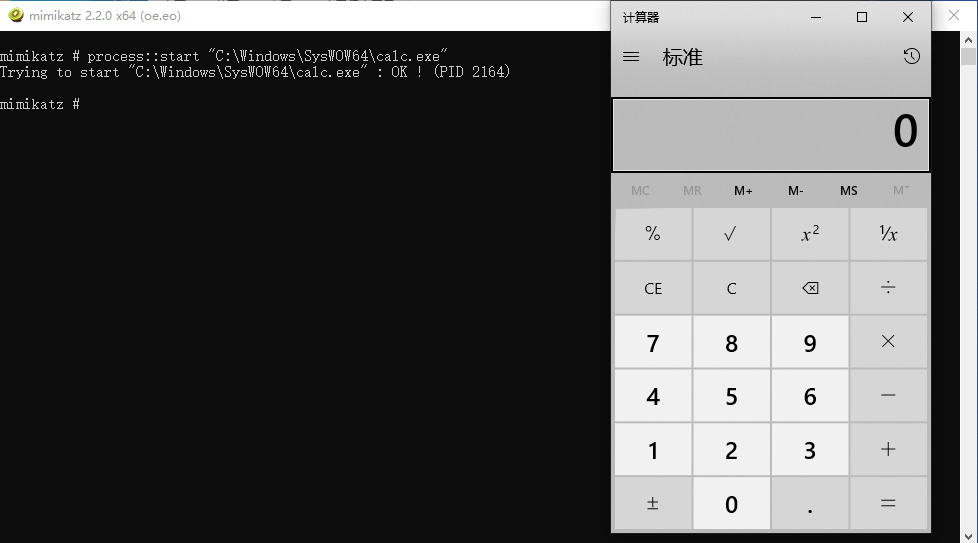 mimikatz 2.2.0 x64 (oe.eo)
mimikatz # process::start "C:\Windows\SysWOW64\calc.exe"
Trying to start "C:\Windows\SysWOW64\calc.exe" : OK ! (PID 2164)
mimikatz #
计算器
标准
0
MC MR M+ M- MS M˅
% √ x² ¹/x
CE C ÷
7 8 9 ×
4 5 6 −
1 2 3 +
± 0 . =